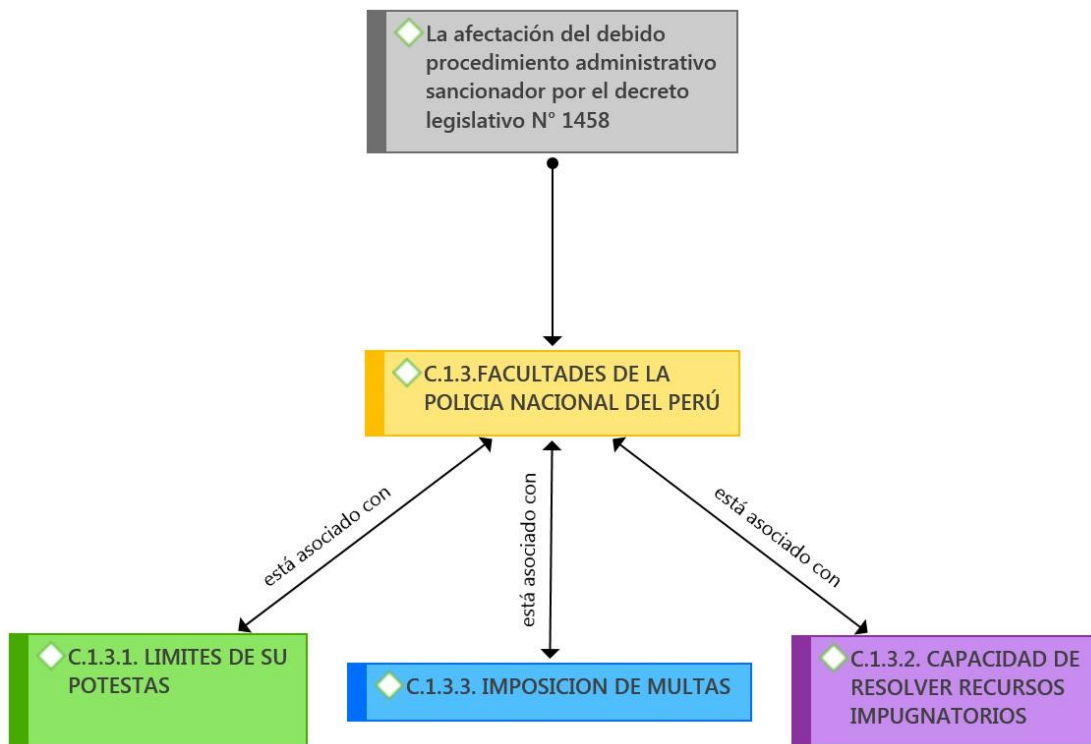 La afectación del debido
procedimiento administrativo
sancionador por el decreto
legislativo N° 1458
C.1.3.FACULTADES DE LA
POLICIA NACIONAL DEL PERÚ
está asociado con
está asociado con
está asociado con
C.1.3.1. LIMITES DE SU
POTESTAS
C.1.3.3. IMPOSICION DE MULTAS
C.1.3.2. CAPACIDAD DE
RESOLVER RECURSOS
IMPUGNATORIOS